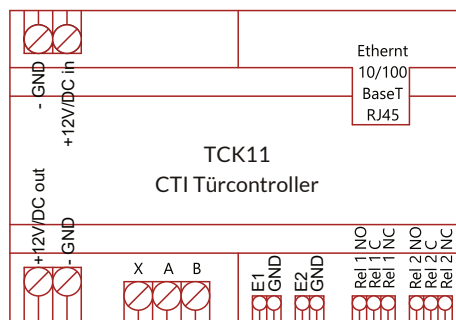 - GND
+12V/DC in
Ethernt
10/100
BaseT
RJ45
TCK11
CTI Türcontroller
+12V/DC out
- GND
X A B
E1
GND
E2
GND
Rel 1 NO
Rel 1 C
Rel 1 NC
Rel 2 NO
Rel 2 C
Rel 2 NC